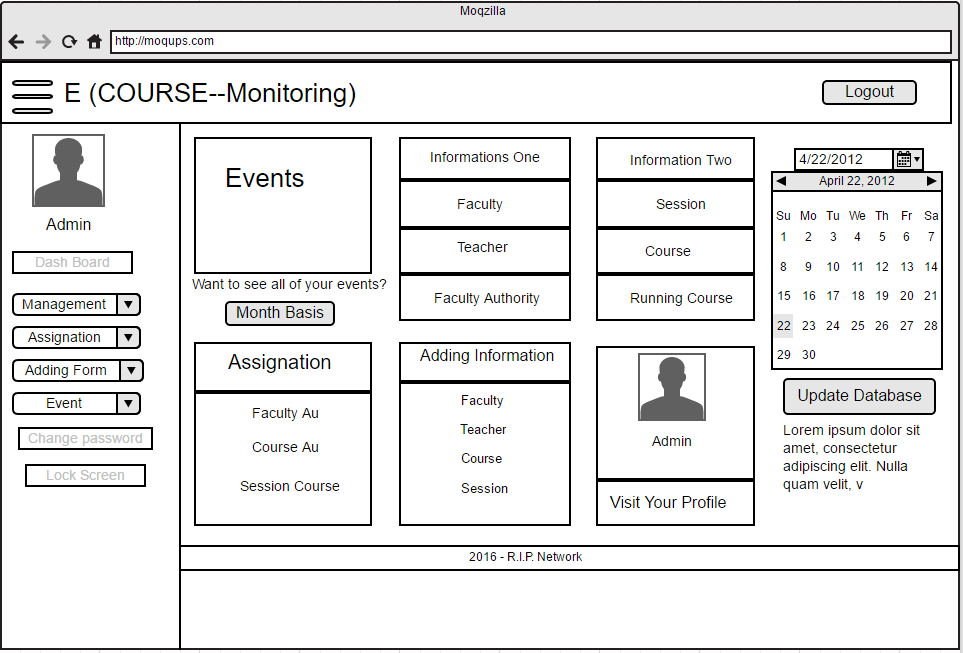 Moqzilla
http://moqups.com
E (COURSE--Monitoring)
Logout
Admin
Dash Board
Management
Assignation
Adding Form
Event
Change password
Lock Screen
Events
Want to see all of your events?
Month Basis
Informations One
Faculty
Teacher
Faculty Authority
Information Two
Session
Course
Running Course
4/22/2012
April 22, 2012
Su Mo Tu We Th Fr Sa
1 2 3 4 5 6 7
8 9 10 11 12 13 14
15 16 17 18 19 20 21
22 23 24 25 26 27 28
29 30
Update Database
Lorem ipsum dolor sit
amet, consectetur
adipiscing elit. Nulla
quam velit, v
Assignation
Faculty Au
Course Au
Session Course
Adding Information
Faculty
Teacher
Course
Session
Admin
Visit Your Profile
2016 - R.I.P. Network